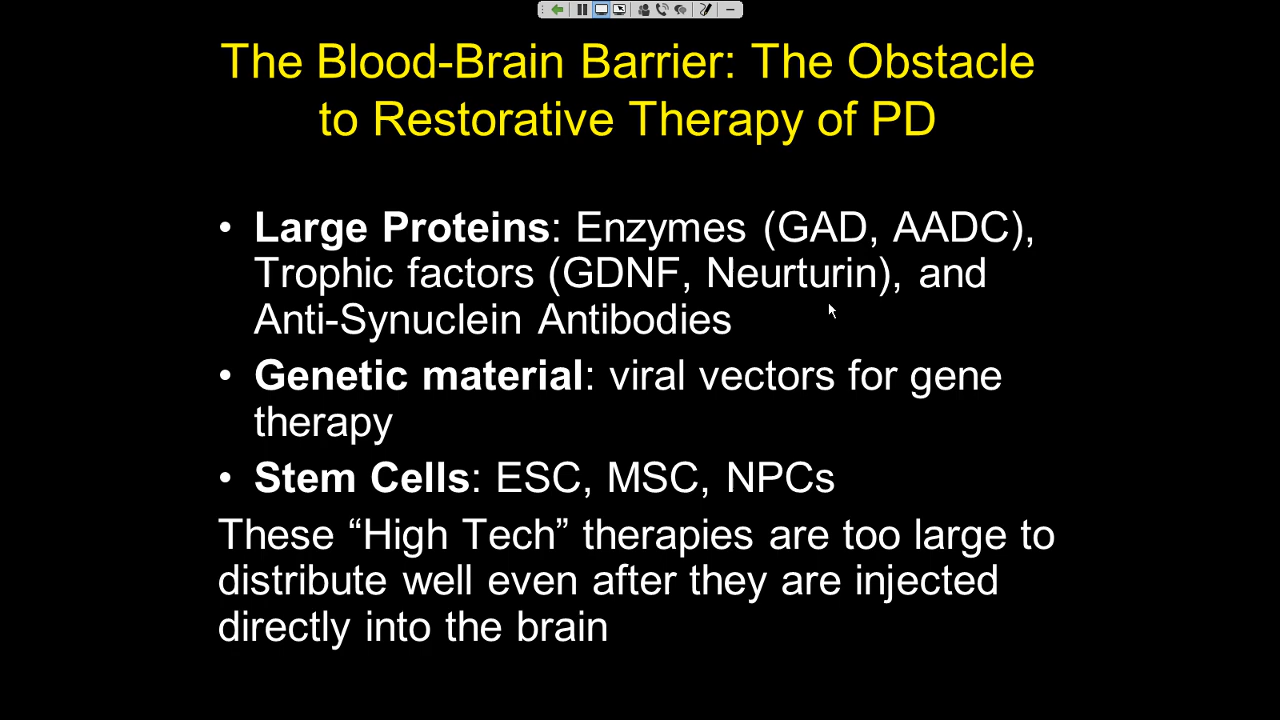 The Blood-Brain Barrier: The Obstacle
to Restorative Therapy of PD
• Large Proteins: Enzymes (GAD, AADC),
Trophic factors (GDNF, Neurturin), and
Anti-Synuclein Antibodies
• Genetic material: viral vectors for gene
therapy
• Stem Cells: ESC, MSC, NPCs
These “High Tech” therapies are too large to
distribute well even after they are injected
directly into the brain